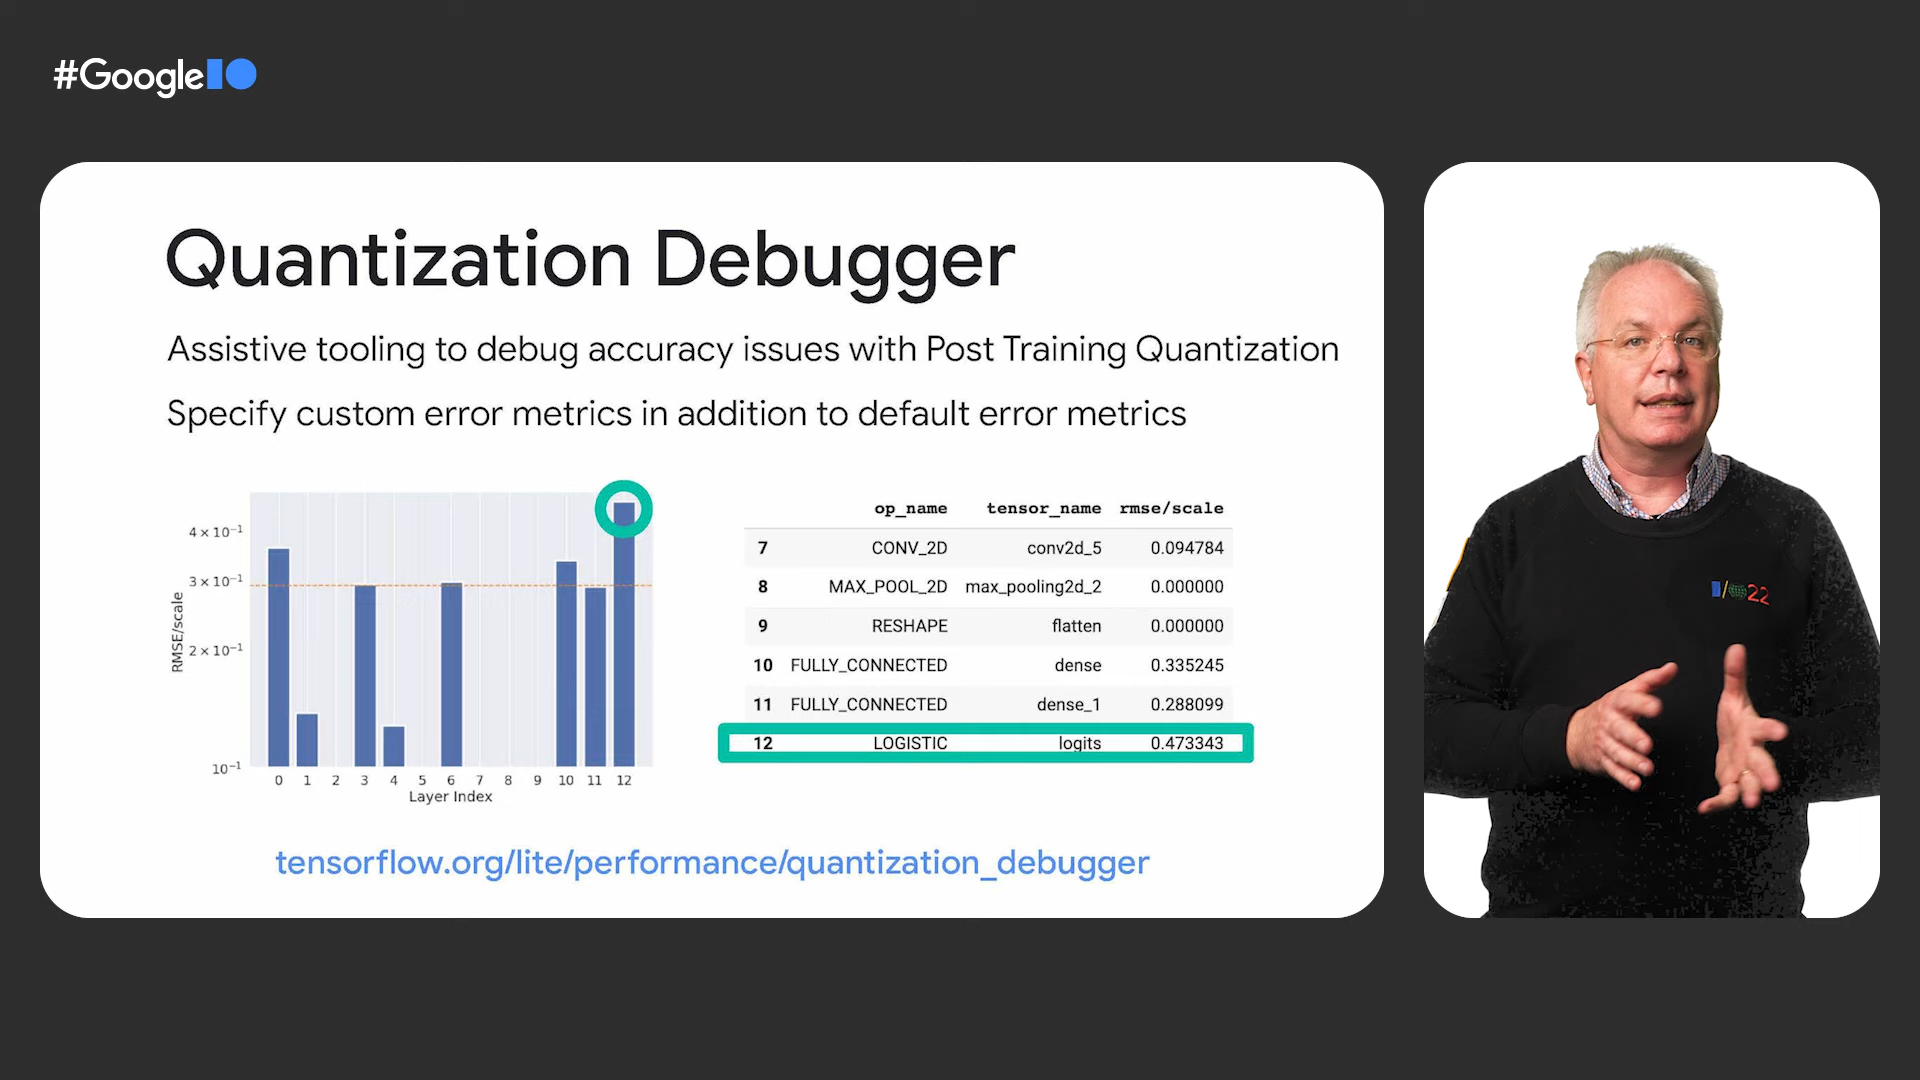 #GoogleIO
Quantization Debugger
Assistive tooling to debug accuracy issues with Post Training Quantization
Specify custom error metrics in addition to default error metrics
RMSE/scale
4 × 10⁻¹
3 × 10⁻¹
2 × 10⁻¹
10⁻¹
0 1 2 3 4 5 6 7 8 9 10 11 12
Layer Index
op_name tensor_name rmse/scale
7 CONV_2D conv2d_5 0.094784
8 MAX_POOL_2D max_pooling2d_2 0.000000
9 RESHAPE flatten 0.000000
10 FULLY_CONNECTED dense 0.335245
11 FULLY_CONNECTED dense_1 0.288099
12 LOGISTIC logits 0.473343
tensorflow.org/lite/performance/quantization_debugger
I/O22